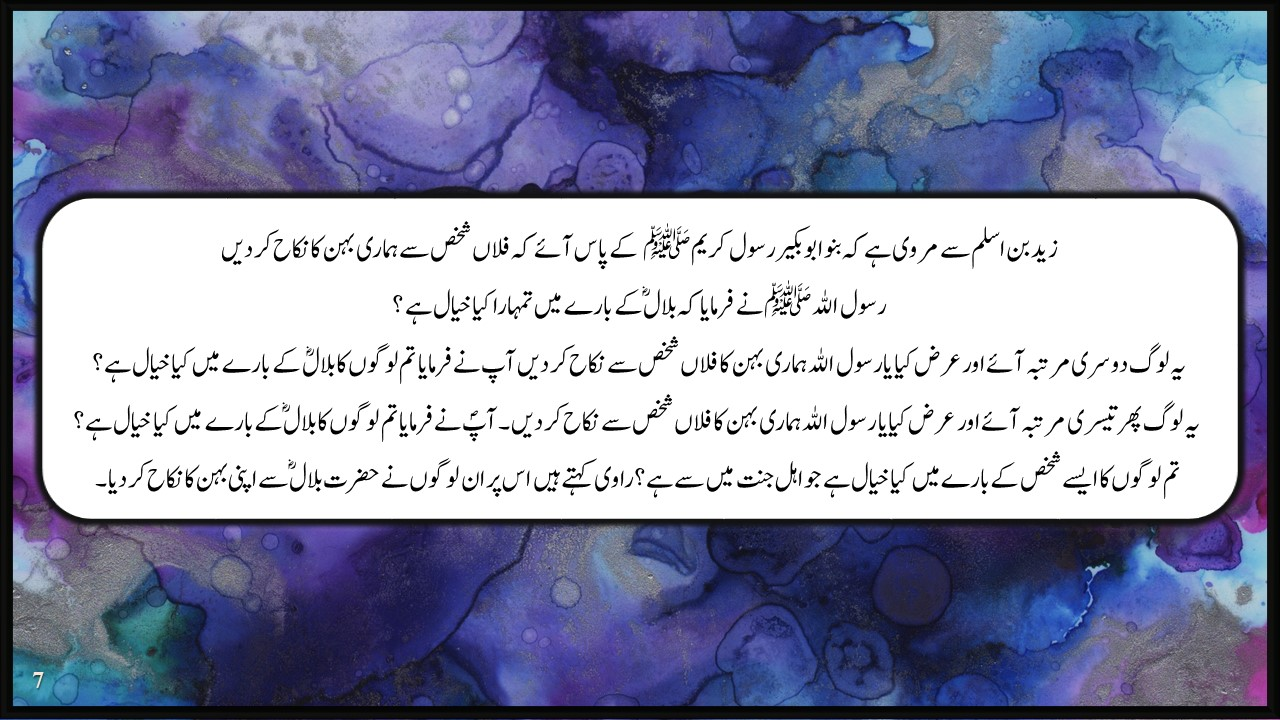 زید بن اسلم سے مروی ہے کہ بنو ابوبکیر رسول کریم ﷺ کے پاس آئے کہ فلاں شخص سے ہماری بہن کا نکاح کر دیں
رسول اللہ ﷺ نے فرمایا کہ بلالؓ کے بارے میں تمہارا کیا خیال ہے ؟
یہ لوگ دوسری مرتبہ آئے اور عرض کیا یا رسول اللہ ہماری بہن کا فلاں شخص سے نکاح کر دیں آپ نے فرمایا تم لوگوں کا بلالؓ کے بارے میں کیا خیال ہے ؟
یہ لوگ پھر تیسری مرتبہ آئے اور عرض کیا یا رسول اللہ ہماری بہن کا فلاں شخص سے نکاح کر دیں۔ آپؐ نے فرمایا تم لوگوں کا بلالؓ کے بارے میں کیا خیال ہے ؟
تم لوگوں کا ایسے شخص کے بارے میں کیا خیال ہے جو اہل جنت میں سے ہے ؟ راوی کہتے ہیں اس پر ان لوگوں نے حضرت بلالؓ سے اپنی بہن کا نکاح کر دیا۔
7